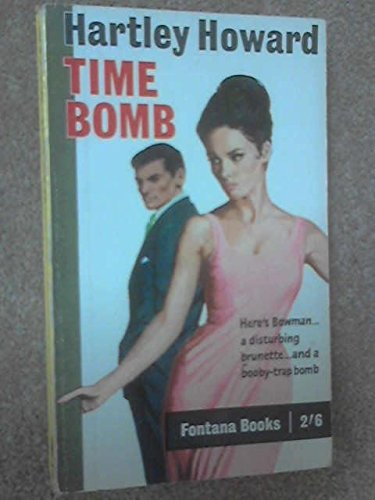 Hartley Howard
TIME
BOMB
Here's Bowman...
a disturbing
brunette...and a
booby-trap bomb
Fontana Books | 2/6